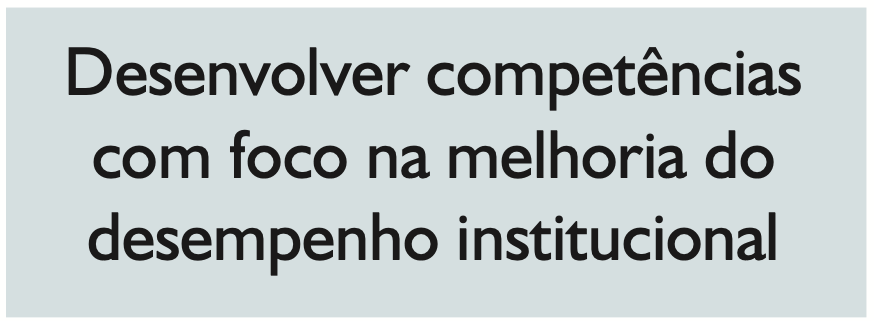 Desenvolver competências
com foco na melhoria do
desempenho institucional